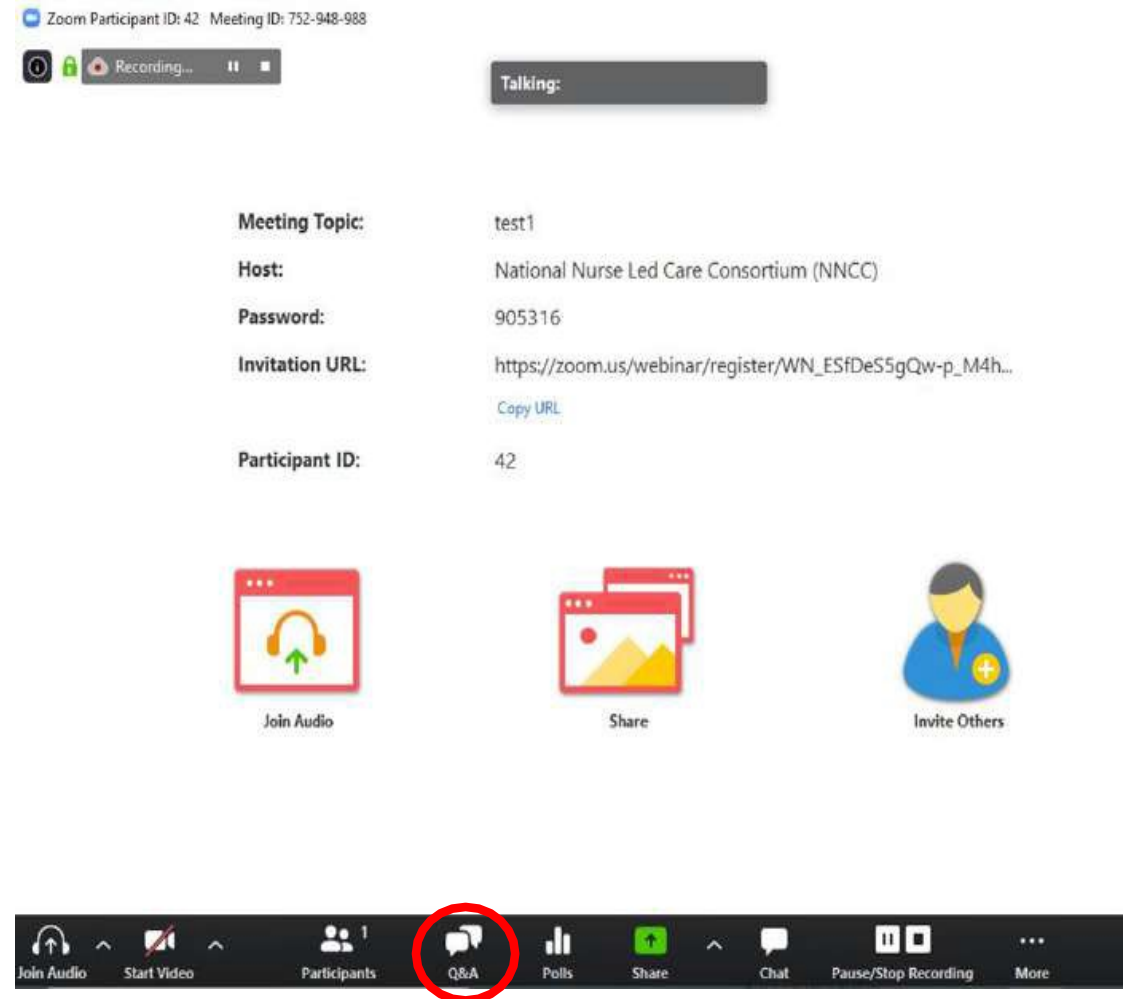 Zoom Participant ID: 42 Meeting ID: 752-948-988
Recording...
Talking:
Meeting Topic: test1
Host: National Nurse Led Care Consortium (NNCC)
Password: 905316
Invitation URL: https://zoom.us/webinar/register/WN_ESfDeS5gQw-p_M4h...
Copy URL
Participant ID: 42
Join Audio Share Invite Others
1
Join Audio Start Video Participants Q&A Polls Share Chat Pause/Stop Recording More